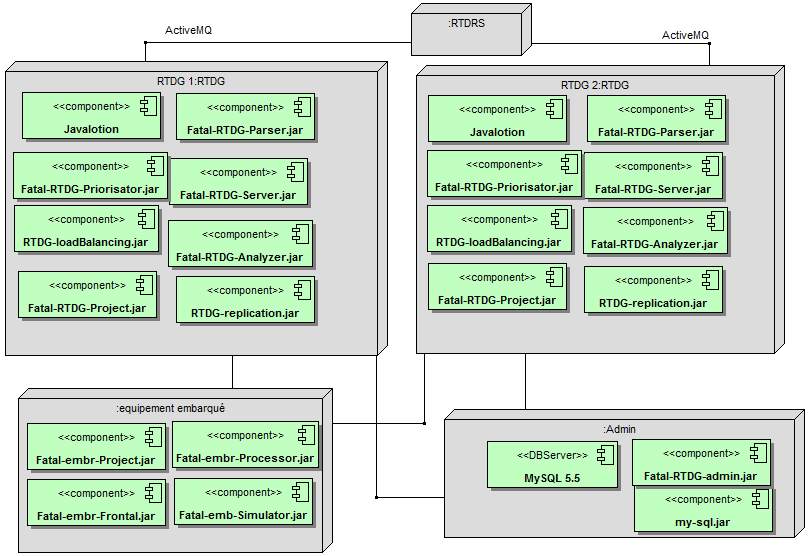 :RTDRS
ActiveMQ
ActiveMQ
RTDG 1:RTDG
<<component>>
Javalotion
<<component>>
Fatal-RTDG-Parser.jar
<<component>>
Fatal-RTDG-Priorisator.jar
<<component>>
Fatal-RTDG-Server.jar
<<component>>
RTDG-loadBalancing.jar
<<component>>
Fatal-RTDG-Analyzer.jar
<<component>>
Fatal-RTDG-Project.jar
<<component>>
RTDG-replication.jar
RTDG 2:RTDG
<<component>>
Javalotion
<<component>>
Fatal-RTDG-Parser.jar
<<component>>
Fatal-RTDG-Priorisator.jar
<<component>>
Fatal-RTDG-Server.jar
<<component>>
RTDG-loadBalancing.jar
<<component>>
Fatal-RTDG-Analyzer.jar
<<component>>
Fatal-RTDG-Project.jar
<<component>>
RTDG-replication.jar
:equipement embarqué
<<component>>
Fatal-embr-Project.jar
<<component>>
Fatal-embr-Processor.jar
<<component>>
Fatal-embr-Frontal.jar
<<component>>
Fatal-emb-Simulator.jar
:Admin
<<DBServer>>
MySQL 5.5
<<component>>
Fatal-RTDG-admin.jar
<<component>>
my-sql.jar